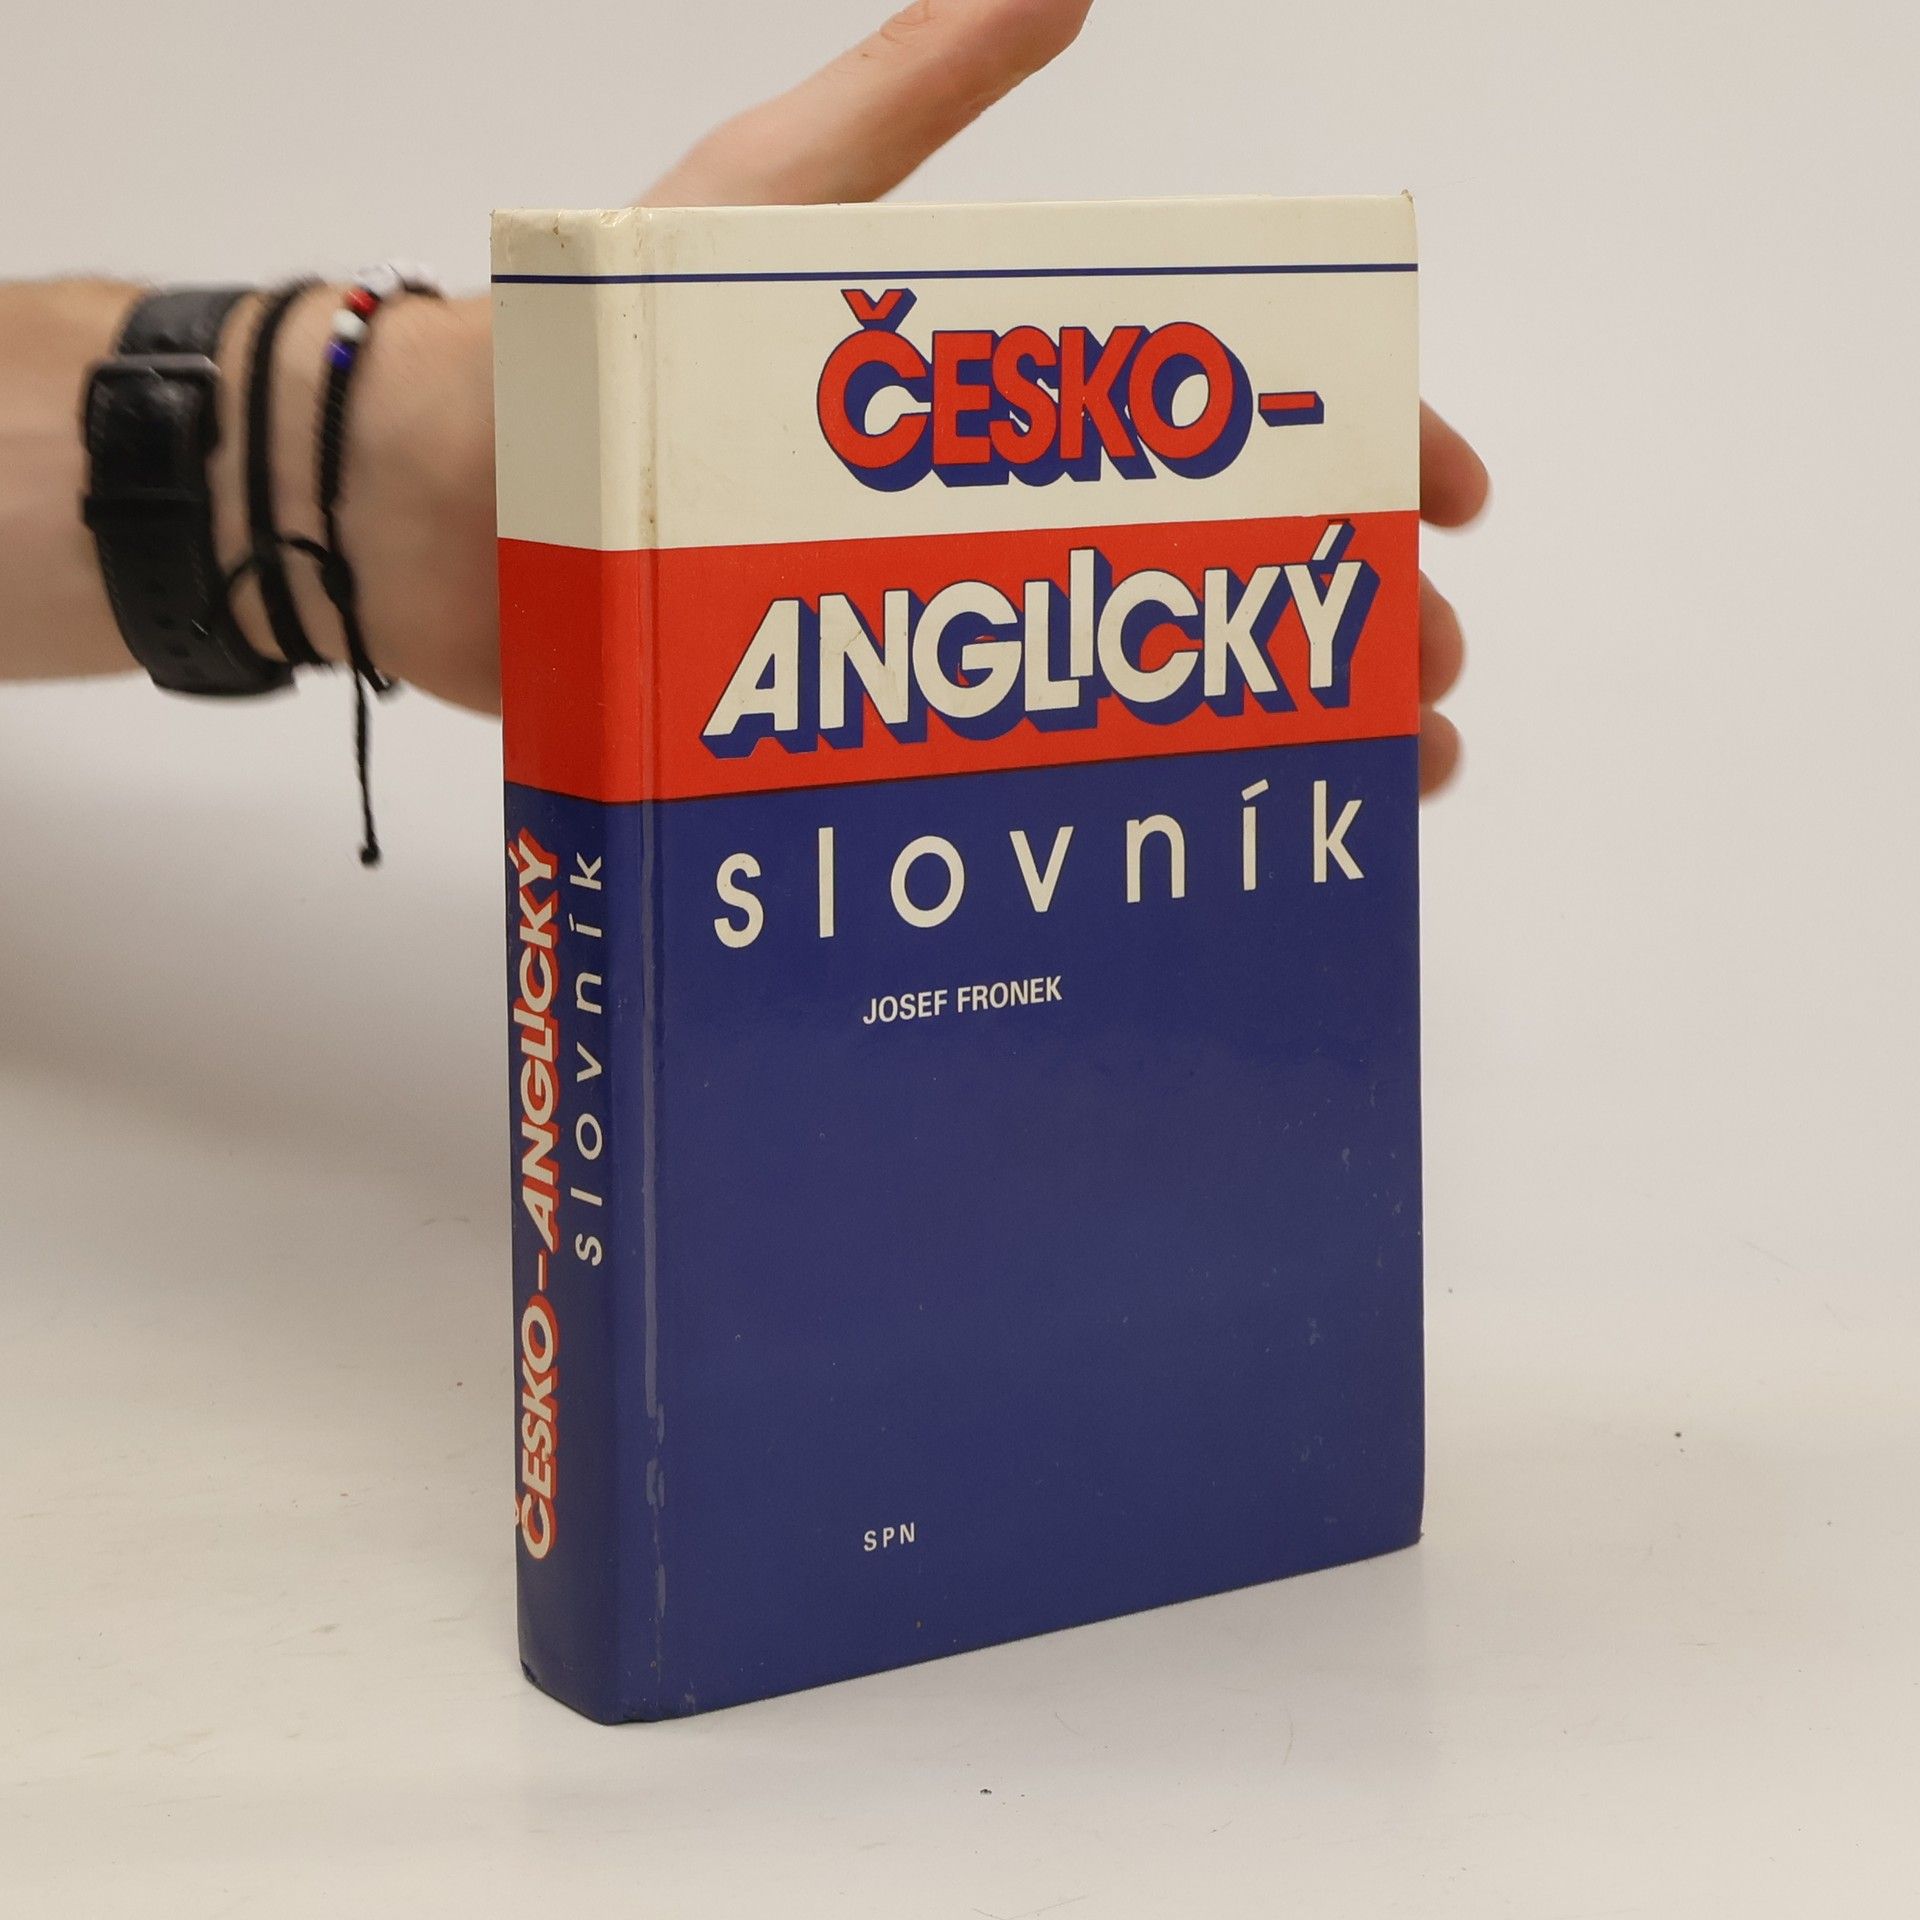 ČESKO-
ANGLICKÝ
slovník
JOSEF FRONEK
SPN
ČESKO-ANGLICKÝ
slovník